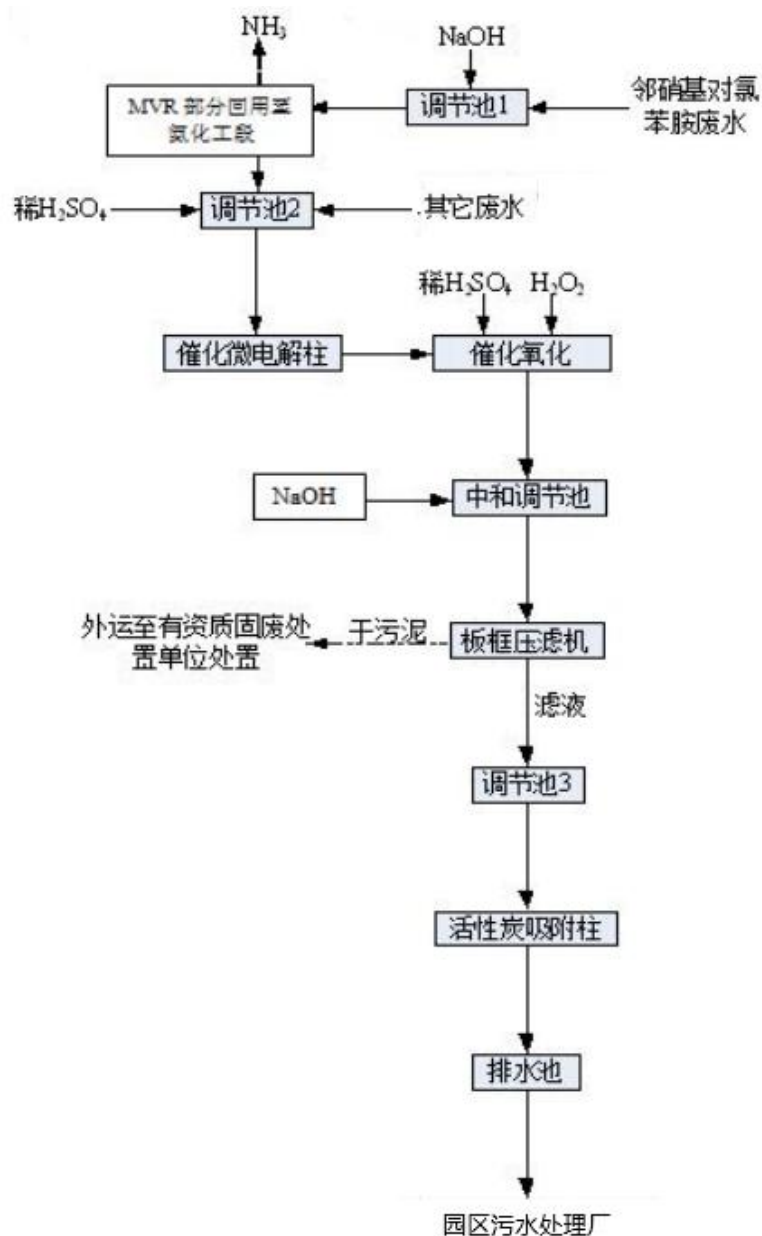 NH₃
NaOH
MVR 部分回用至
氨化工段
调节池1
邻硝基对氯
苯胺废水
稀H₂SO₄
调节池2
.其它废水
稀H₂SO₄
H₂O₂
催化微电解柱
催化氧化
NaOH
中和调节池
外运至有资质固废处
置单位处置
干污泥
板框压滤机
滤液
调节池3
活性炭吸附柱
排水池
园区污水处理厂